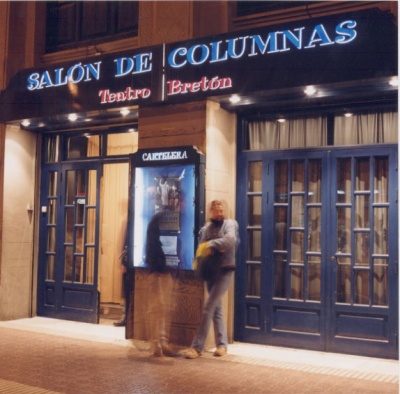 SALÓN DE COLUMNAS
Teatro Bretón
CARTELERA